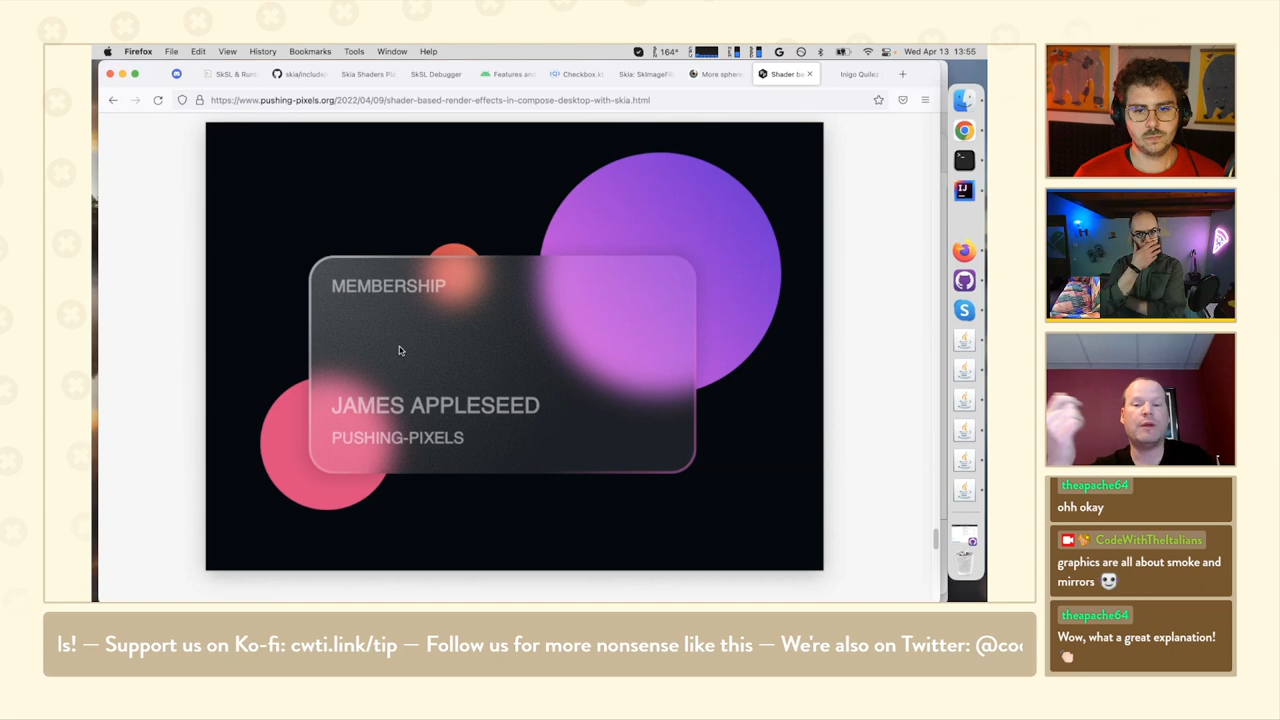 Firefox File Edit View History Bookmarks Tools Window Help
164° Wed Apr 13 13:55
SkSL & Runt
skia/include/
Skia Shaders Pla
SkSL Debugger
Features and
Checkbox.k
Skia: SkImageFi
More sphere
Shader ba
Inigo Quilez
https://www.pushing-pixels.org/2022/04/09/shader-based-render-effects-in-compose-desktop-with-skia.html
MEMBERSHIP
JAMES APPLESEED
PUSHING-PIXELS
theapache64
ohh okay
CodeWithTheItalians
graphics are all about smoke and
mirrors
theapache64
Wow, what a great explanation!
ls! — Support us on Ko-fi: cwti.link/tip — Follow us for more nonsense like this — We're also on Twitter: @coc